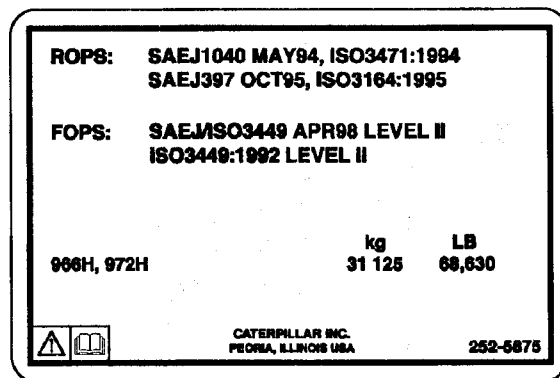 ROPS: SAEJ1040 MAY94, ISO3471:1994
SAEJ397 OCT95, ISO3164:1995
FOPS: SAEJ/ISO3449 APR98 LEVEL II
ISO3449:1992 LEVEL II
kg LB
966H, 972H 31 125 68,630
CATERPILLAR INC.
PEORIA, ILLINOIS USA
252-5875